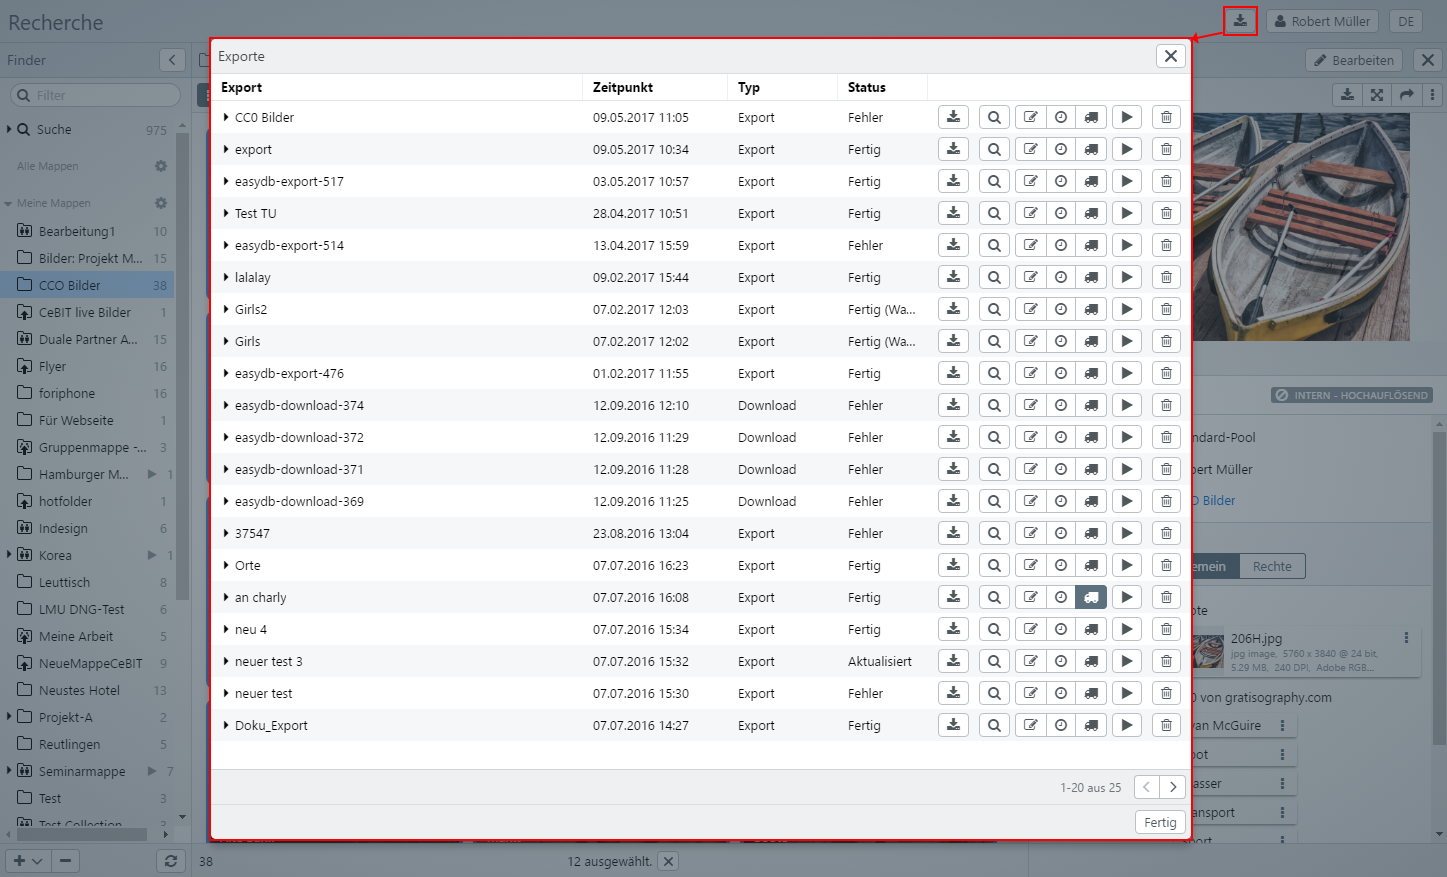 Recherche
Robert Müller
DE
Finder
Filter
Suche 975
Alle Mappen
Meine Mappen
Bearbeitung1 10
Bilder: Projekt M... 15
CCO Bilder 38
CeBIT live Bilder 1
Duale Partner A... 15
Flyer 16
foriphone 16
Für Webseite 1
Gruppenmappe -... 3
Hamburger M... 1
hotfolder 1
Indesign 6
Korea 1
Leuttisch 8
LMU DNG-Test 6
Meine Arbeit 5
NeueMappeCeBIT 9
Neustes Hotel 13
Projekt-A 2
Reutlingen 5
Seminarmappe 7
Test 3
Test Collection
38
12 ausgewählt.
Exporte
Export Zeitpunkt Typ Status
CC0 Bilder 09.05.2017 11:05 Export Fehler
export 09.05.2017 10:34 Export Fertig
easydb-export-517 03.05.2017 10:57 Export Fertig
Test TU 28.04.2017 10:51 Export Fertig
easydb-export-514 13.04.2017 15:59 Export Fehler
lalalay 09.02.2017 15:44 Export Fertig
Girls2 07.02.2017 12:03 Export Fertig (Wa...
Girls 07.02.2017 12:02 Export Fertig (Wa...
easydb-export-476 01.02.2017 11:55 Export Fertig
easydb-download-374 12.09.2016 12:10 Download Fehler
easydb-download-372 12.09.2016 11:29 Download Fehler
easydb-download-371 12.09.2016 11:28 Download Fehler
easydb-download-369 12.09.2016 11:25 Download Fehler
37547 23.08.2016 13:04 Export Fehler
Orte 07.07.2016 16:23 Export Fertig
an charly 07.07.2016 16:08 Export Fertig
neu 4 07.07.2016 15:34 Export Fertig
neuer test 3 07.07.2016 15:32 Export Aktualisiert
neuer test 07.07.2016 15:30 Export Fehler
Doku_Export 07.07.2016 14:27 Export Fertig
1-20 aus 25
Fertig
Bearbeiten
INTERN - HOCHAUFLÖSEND
ndard-Pool
bert Müller
Bilder
emein Rechte
ote
206H.jpg
jpg image, 5760 x 3840 @ 24 bit,
5.29 MB, 240 DPI, Adobe RGB...
von gratisography.com
yan McGuire
oot
asser
ansport
port